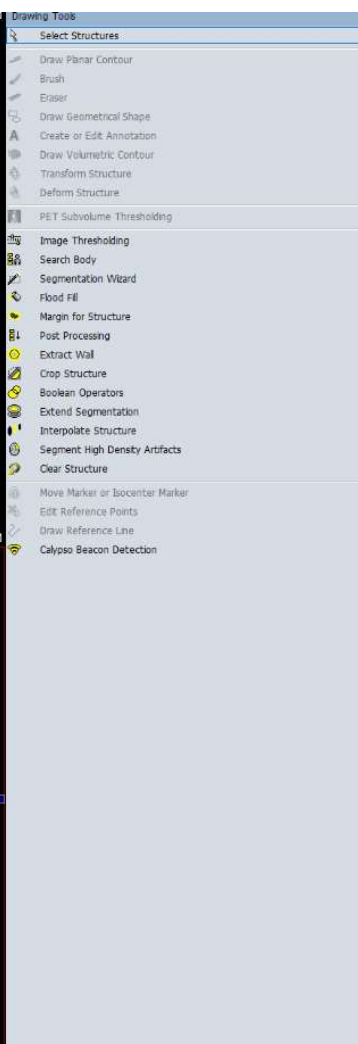 Drawing Tools
Select Structures
Draw Planar Contour
Brush
Eraser
Draw Geometrical Shape
Create or Edit Annotation
Draw Volumetric Contour
Transform Structure
Deform Structure
PET Subvolume Thresholding
Image Thresholding
Search Body
Segmentation Wizard
Flood Fill
Margin for Structure
Post Processing
Extract Wall
Crop Structure
Boolean Operators
Extend Segmentation
Interpolate Structure
Segment High Density Artifacts
Clear Structure
Move Marker or Isocenter Marker
Edit Reference Points
Draw Reference Line
Calypso Beacon Detection